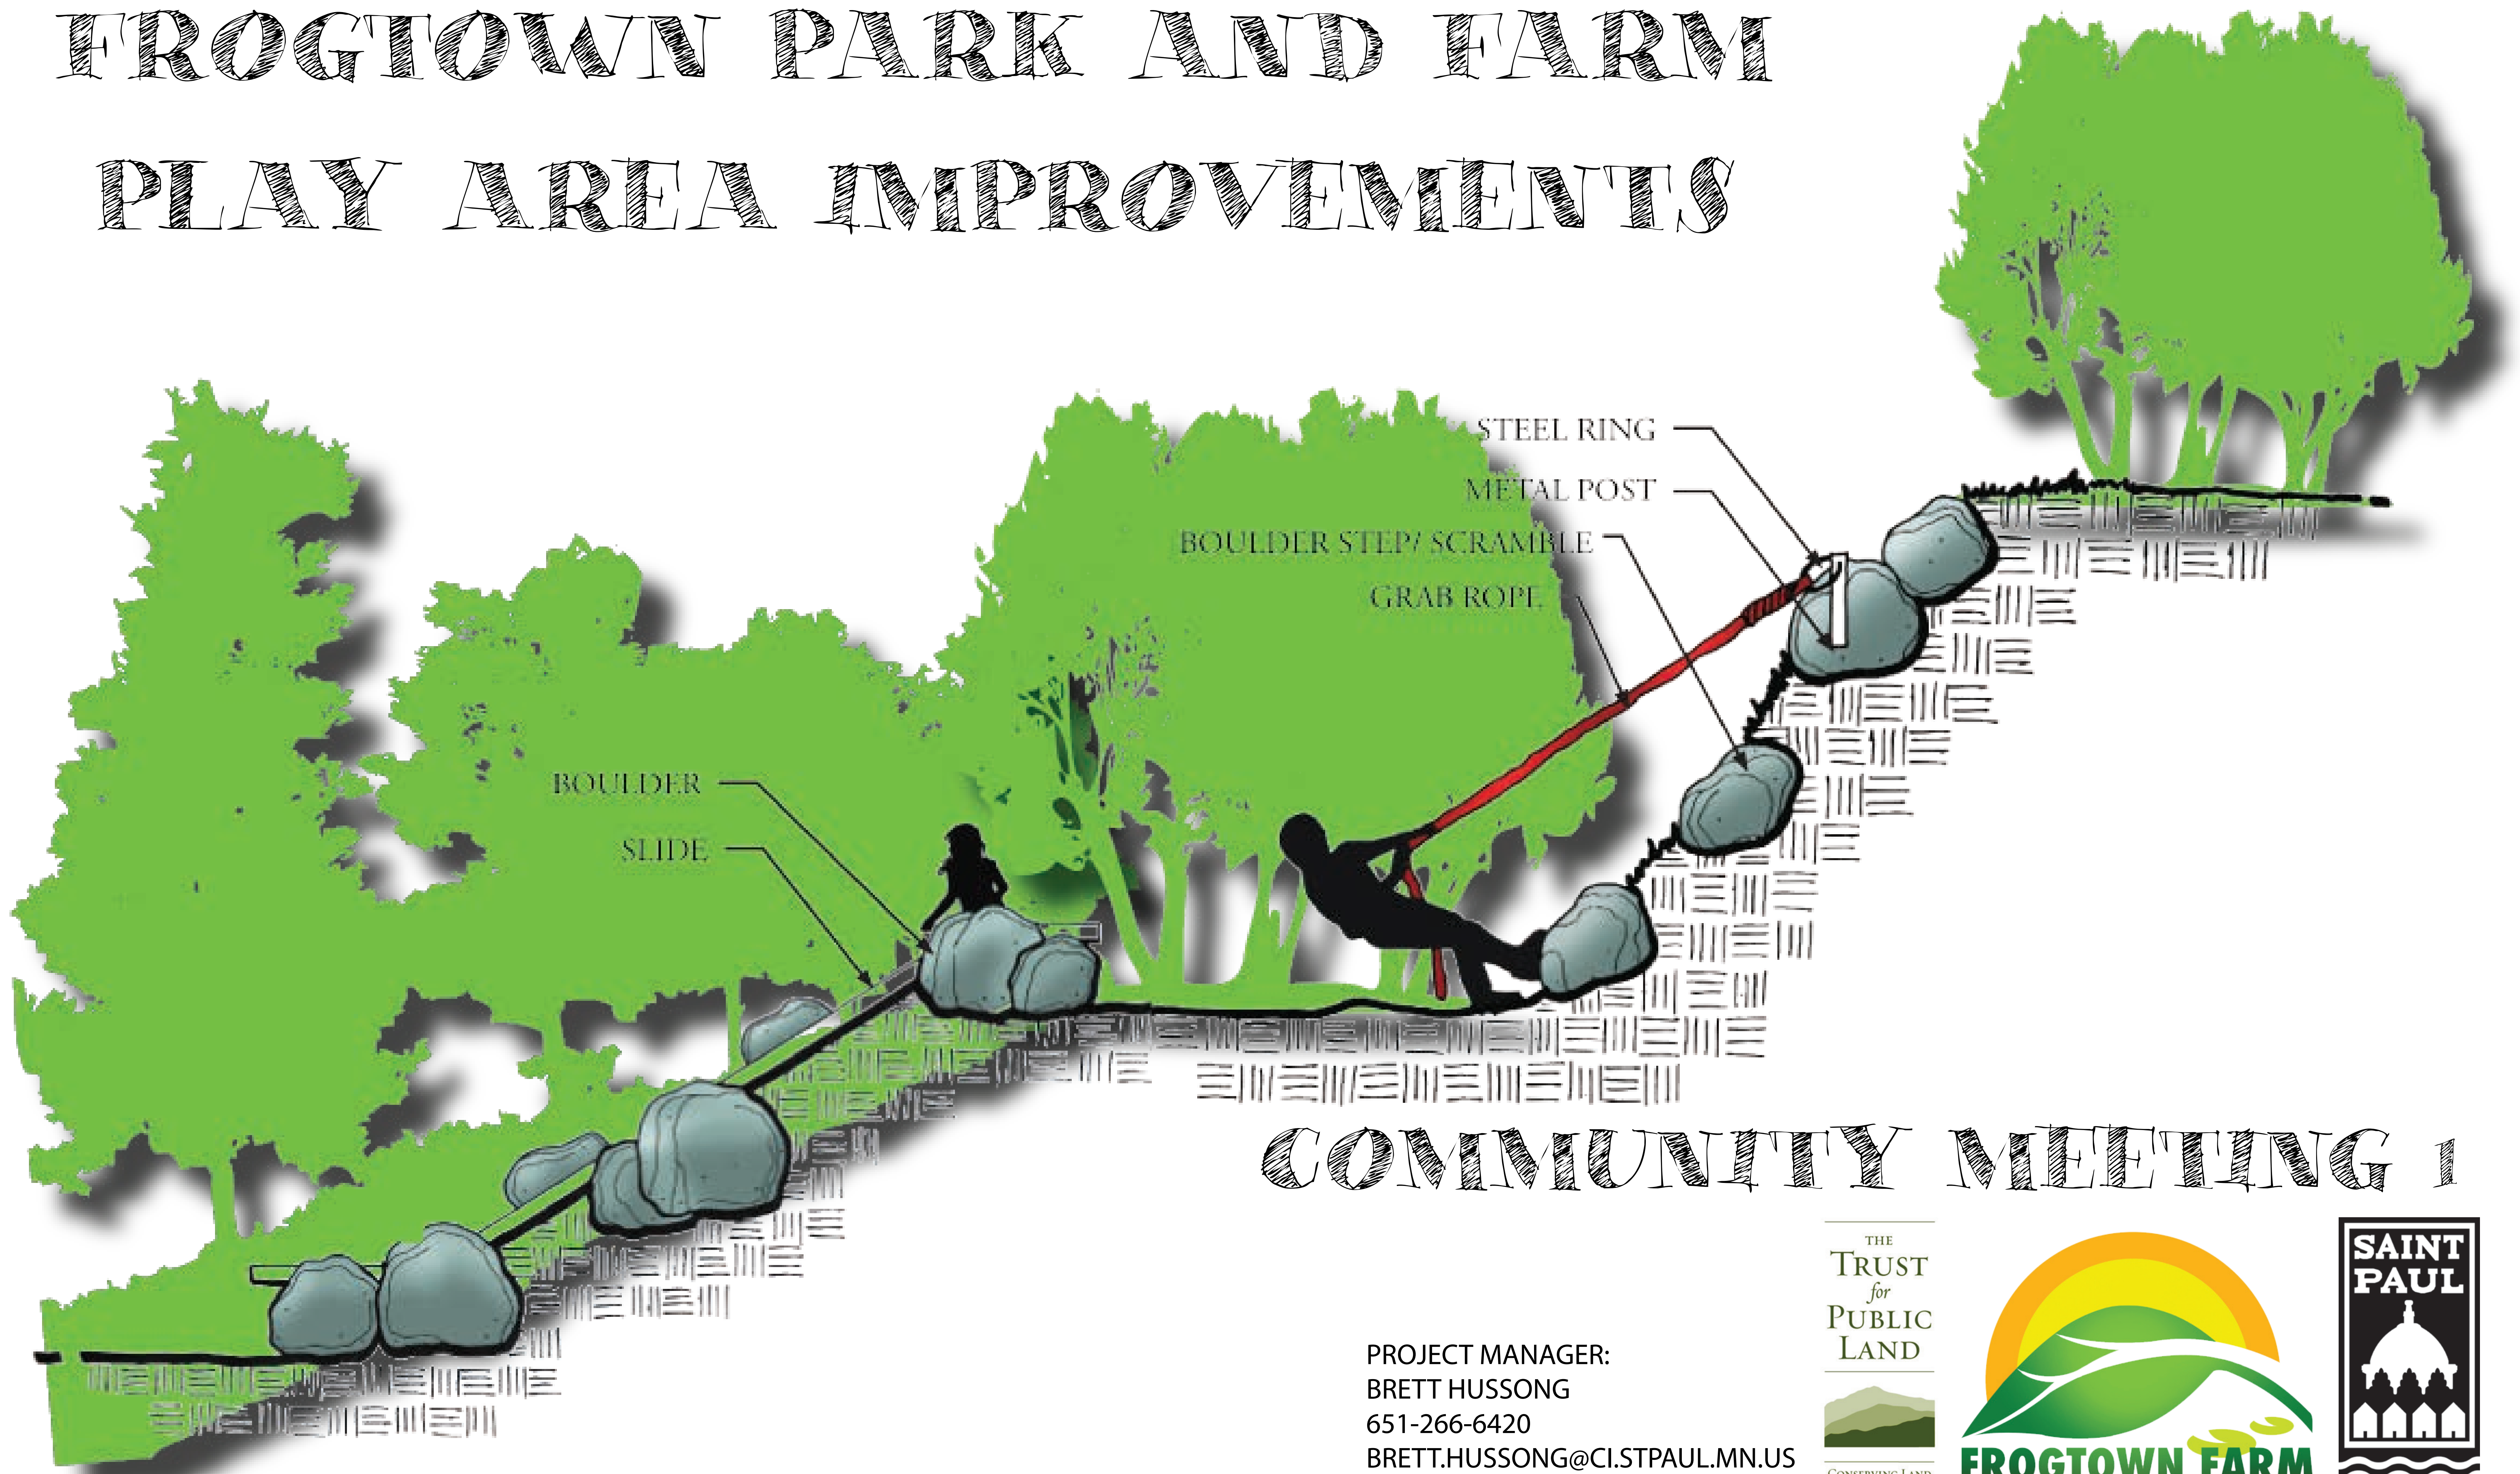 FROGTOWN PARK AND FARM
PLAY AREA IMPROVEMENTS
STEEL RING
METAL POST
BOULDER STEP/ SCRAMBLE
GRAB ROPE
BOULDER
SLIDE
COMMUNITY MEETING 1
PROJECT MANAGER:
BRETT HUSSONG
651-266-6420
BRETT.HUSSONG@CI.STPAUL.MN.US
THE
TRUST
for
PUBLIC
LAND
CONSERVING LAND
FROGTOWN FARM
SAINT
PAUL